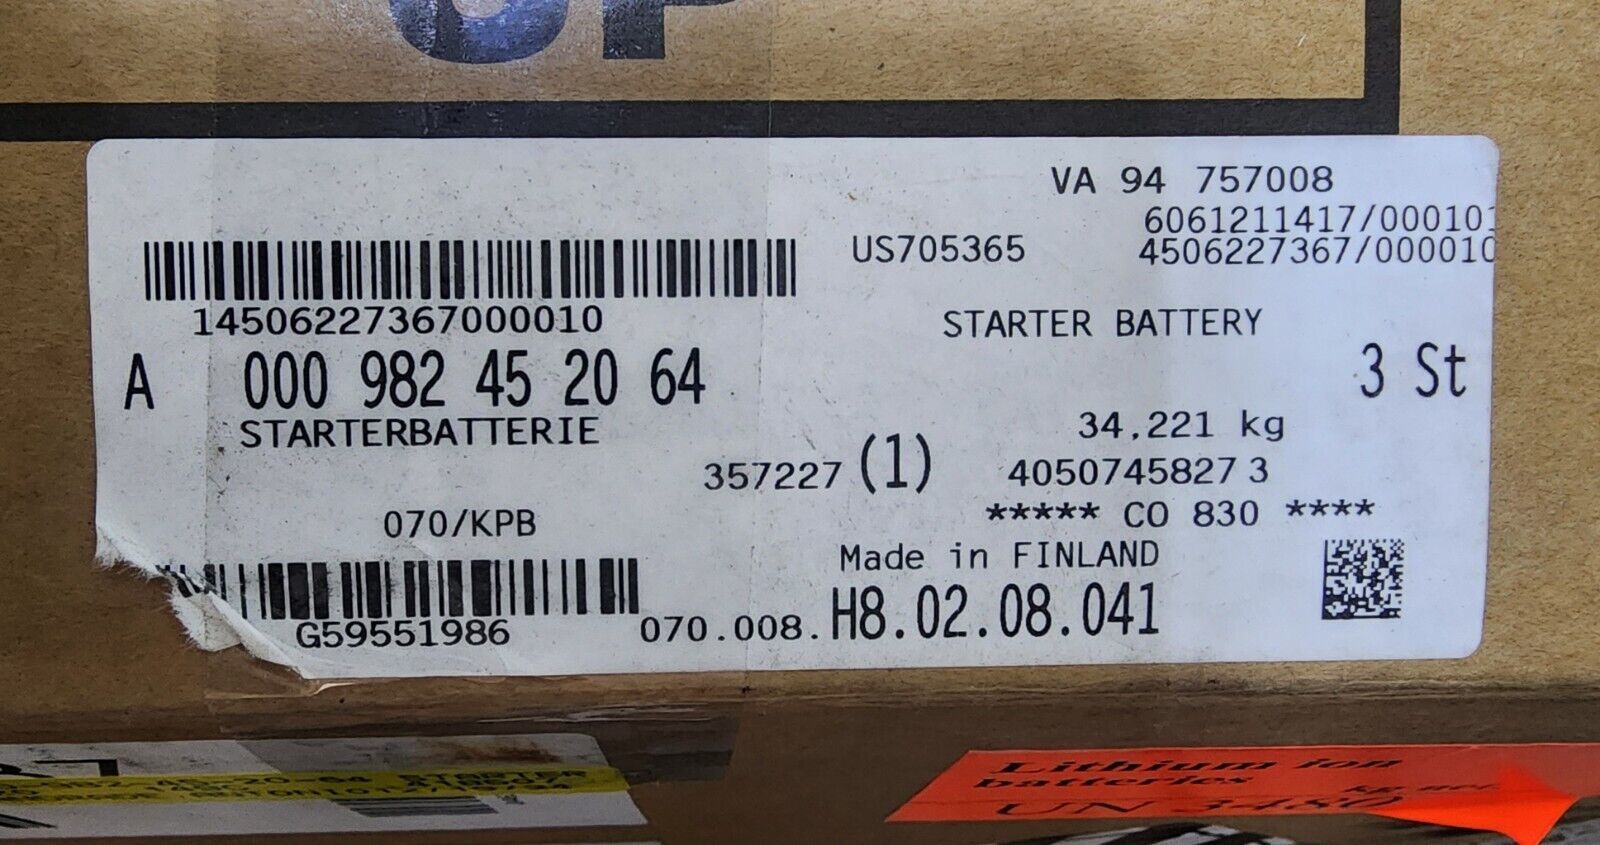 UP
VA 94 757008
6061211417/000101
US705365 4506227367/000010
14506227367000010
STARTER BATTERY
A 000 982 45 20 64 3 St
STARTERBATTERIE 34,221 kg
357227 (1) 4050745827 3
070/KPB ***** CO 830 ****
Made in FINLAND
G59551986 070.008. H8.02.08.041
Lithium ion
batteries
UN 3480